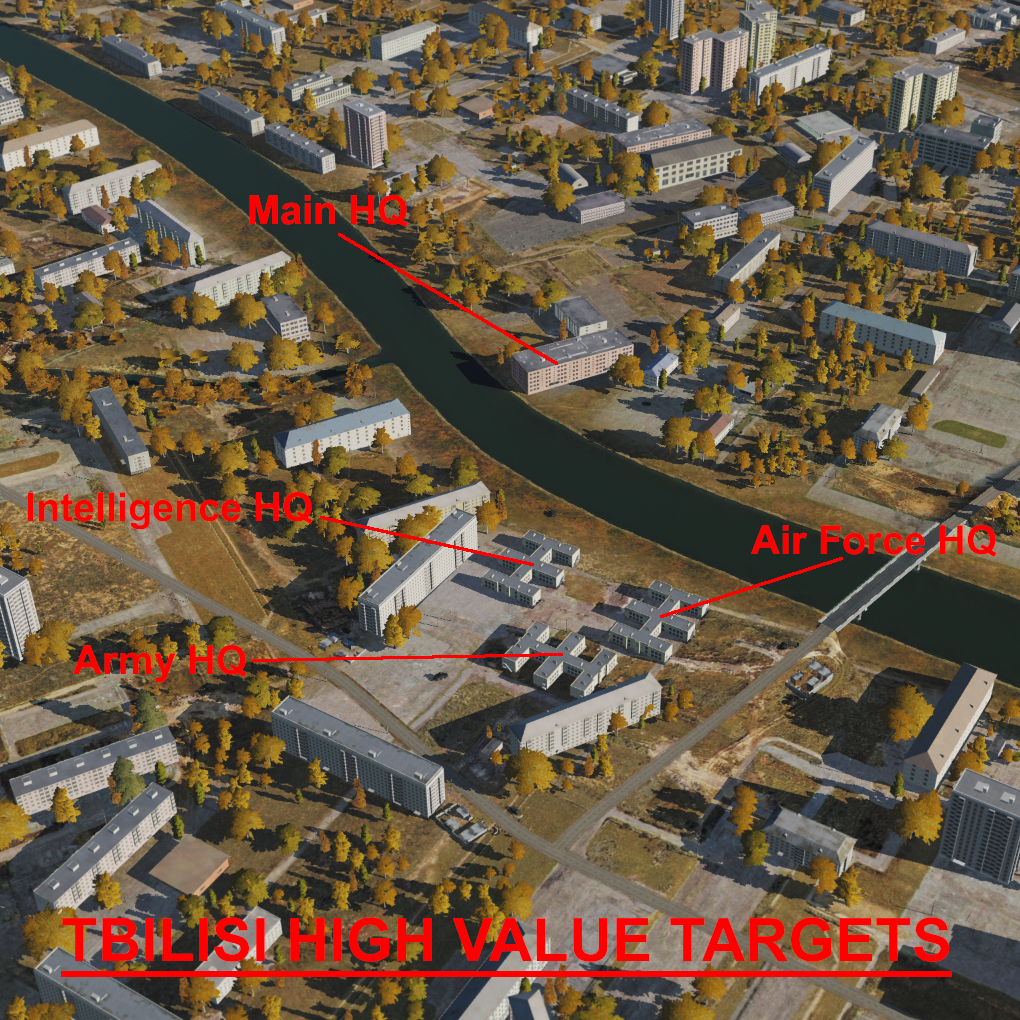 Main HQ
Intelligence HQ
Air Force HQ
Army HQ
TBILISI HIGH VALUE TARGETS